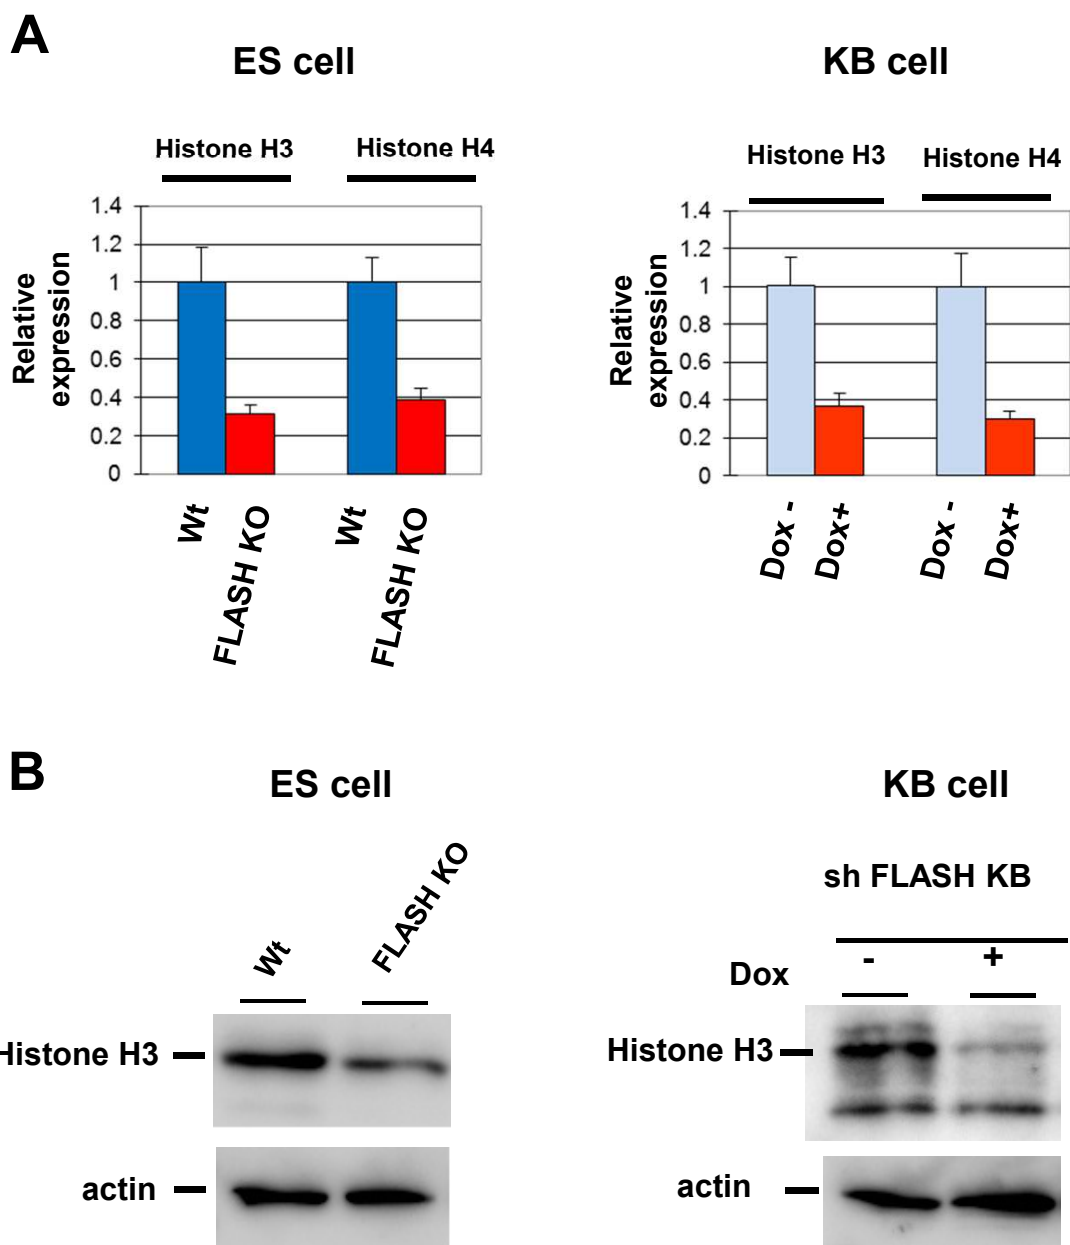 A
ES cell
KB cell
Histone H3
Histone H4
Histone H3
Histone H4
Relative
expression
1.4
1.2
1
0.8
0.6
0.4
0.2
0
Wt
FLASH KO
Wt
FLASH KO
Relative
expression
1.4
1.2
1
0.8
0.6
0.4
0.2
0
Dox -
Dox+
Dox -
Dox+
B
ES cell
KB cell
Wt
FLASH KO
Histone H3
actin
sh FLASH KB
Dox
-
+
Histone H3
actin